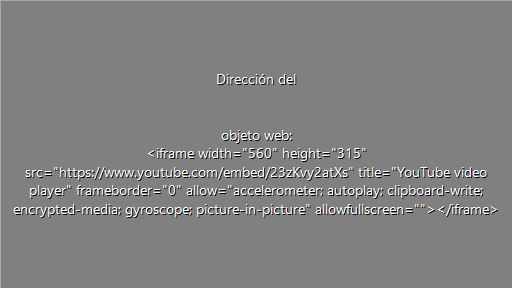 Dirección del
objeto web:
<iframe width="560" height="315"
src="https://www.youtube.com/embed/23zKvy2atXs" title="YouTube video
player" frameborder="0" allow="accelerometer; autoplay; clipboard-write;
encrypted-media; gyroscope; picture-in-picture" allowfullscreen=""></iframe>